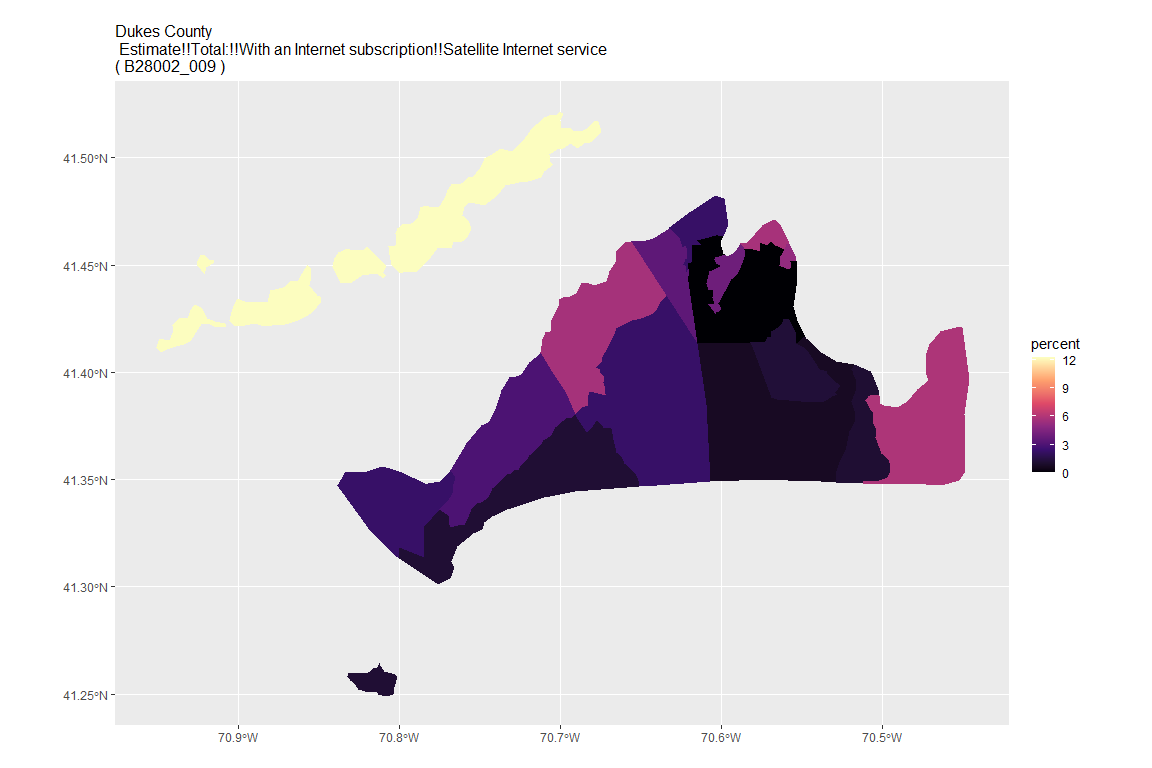 Dukes County
Estimate!!Total:!!With an Internet subscription!!Satellite Internet service
( B28002_009 )
41.50°N
41.45°N
41.40°N
41.35°N
41.30°N
41.25°N
70.9°W
70.8°W
70.7°W
70.6°W
70.5°W
percent
12
9
6
3
0